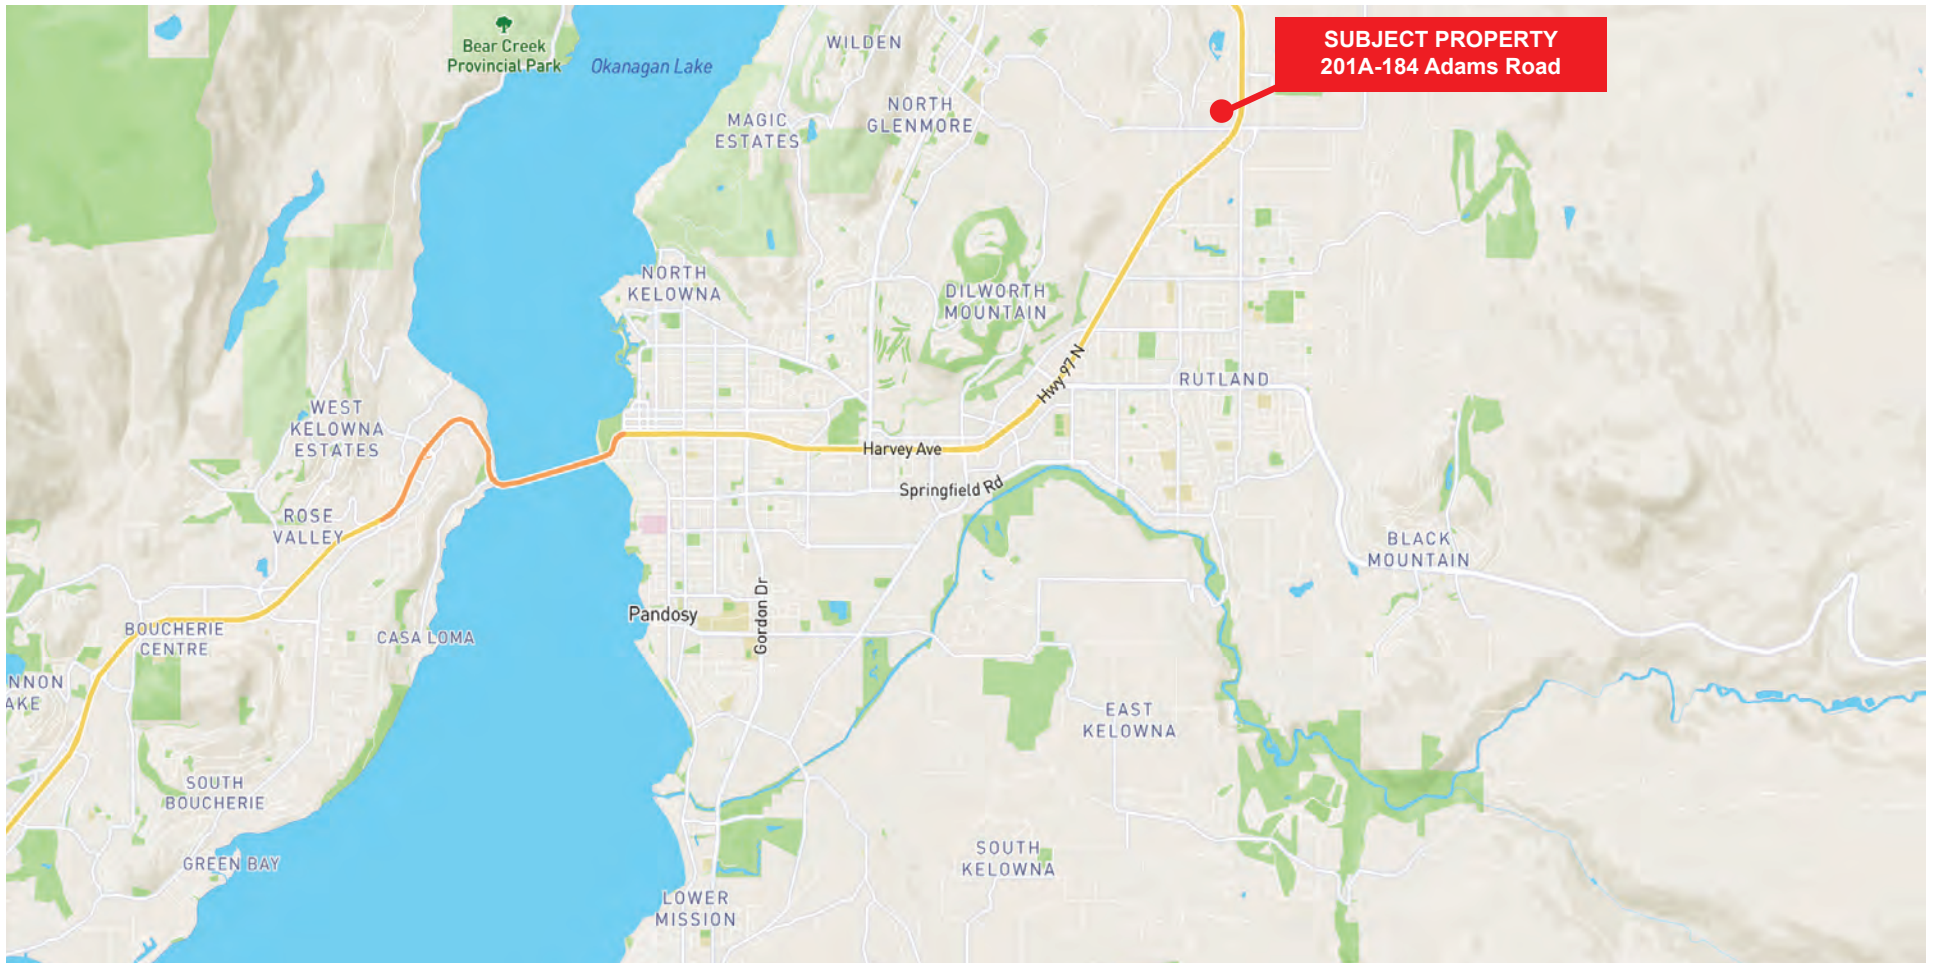 SUBJECT PROPERTY
201A-184 Adams Road
Bear Creek
Provincial Park
Okanagan Lake
WILDEN
NORTH
GLENMORE
MAGIC
ESTATES
NORTH
KELOWNA
DILWORTH
MOUNTAIN
Hwy 97 N
RUTLAND
WEST
KELOWNA
ESTATES
Harvey Ave
Springfield Rd
ROSE
VALLEY
BLACK
MOUNTAIN
Pandosy
Gordon Dr
BOUCHERIE
CENTRE
CASA LOMA
NNON
AKE
EAST
KELOWNA
SOUTH
BOUCHERIE
GREEN BAY
SOUTH
KELOWNA
LOWER
MISSION